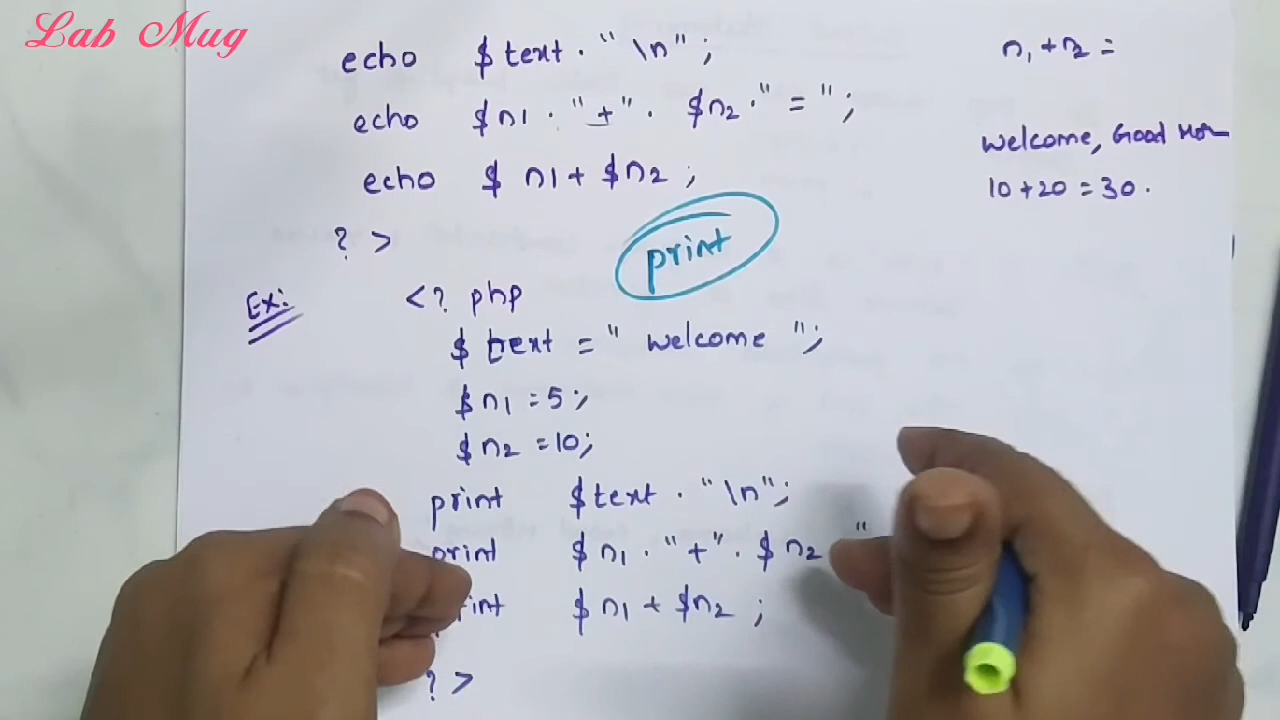 Lab Mug
echo $text . "\n";
echo $n1 . "+" . $n2 . "=";
echo $n1 + $n2 ;
? >
n1 + n2 =
Welcome, Good
10 + 20 = 30.
print
Ex:
<? php
$text = " Welcome ";
$n1 = 5;
$n2 = 10;
print $text . "\n";
print $n1 . "+" . $n2 "
print $n1 + $n2 ;
? >